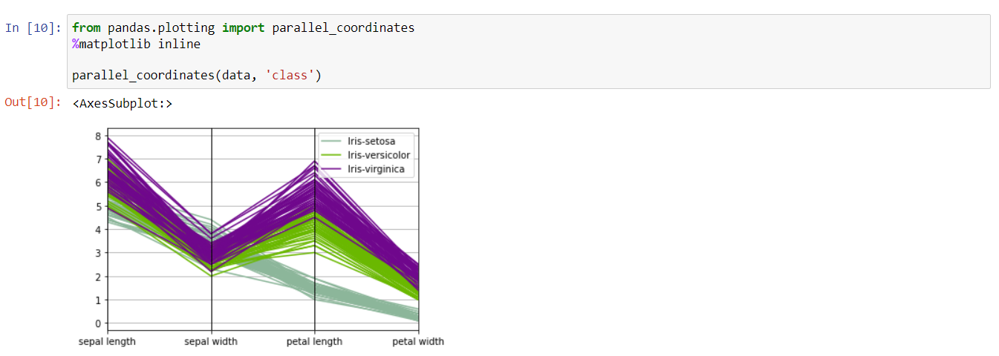 In [10]: from pandas.plotting import parallel_coordinates
%matplotlib inline
parallel_coordinates(data, 'class')
Out[10]: <AxesSubplot:>
8
7
6
5
4
3
2
1
0
Iris-setosa
Iris-versicolor
Iris-virginica
sepal length sepal width petal length petal width